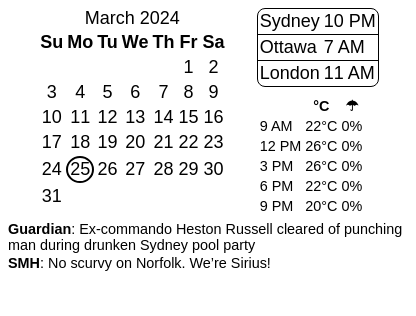 March 2024
Su Mo Tu We Th Fr Sa
1 2
3 4 5 6 7 8 9
10 11 12 13 14 15 16
17 18 19 20 21 22 23
24 25 26 27 28 29 30
31
Sydney 10 PM
Ottawa 7 AM
London 11 AM
°C ☂
9 AM 22°C 0%
12 PM 26°C 0%
3 PM 26°C 0%
6 PM 22°C 0%
9 PM 20°C 0%
Guardian: Ex-commando Heston Russell cleared of punching
man during drunken Sydney pool party
SMH: No scurvy on Norfolk. We’re Sirius!